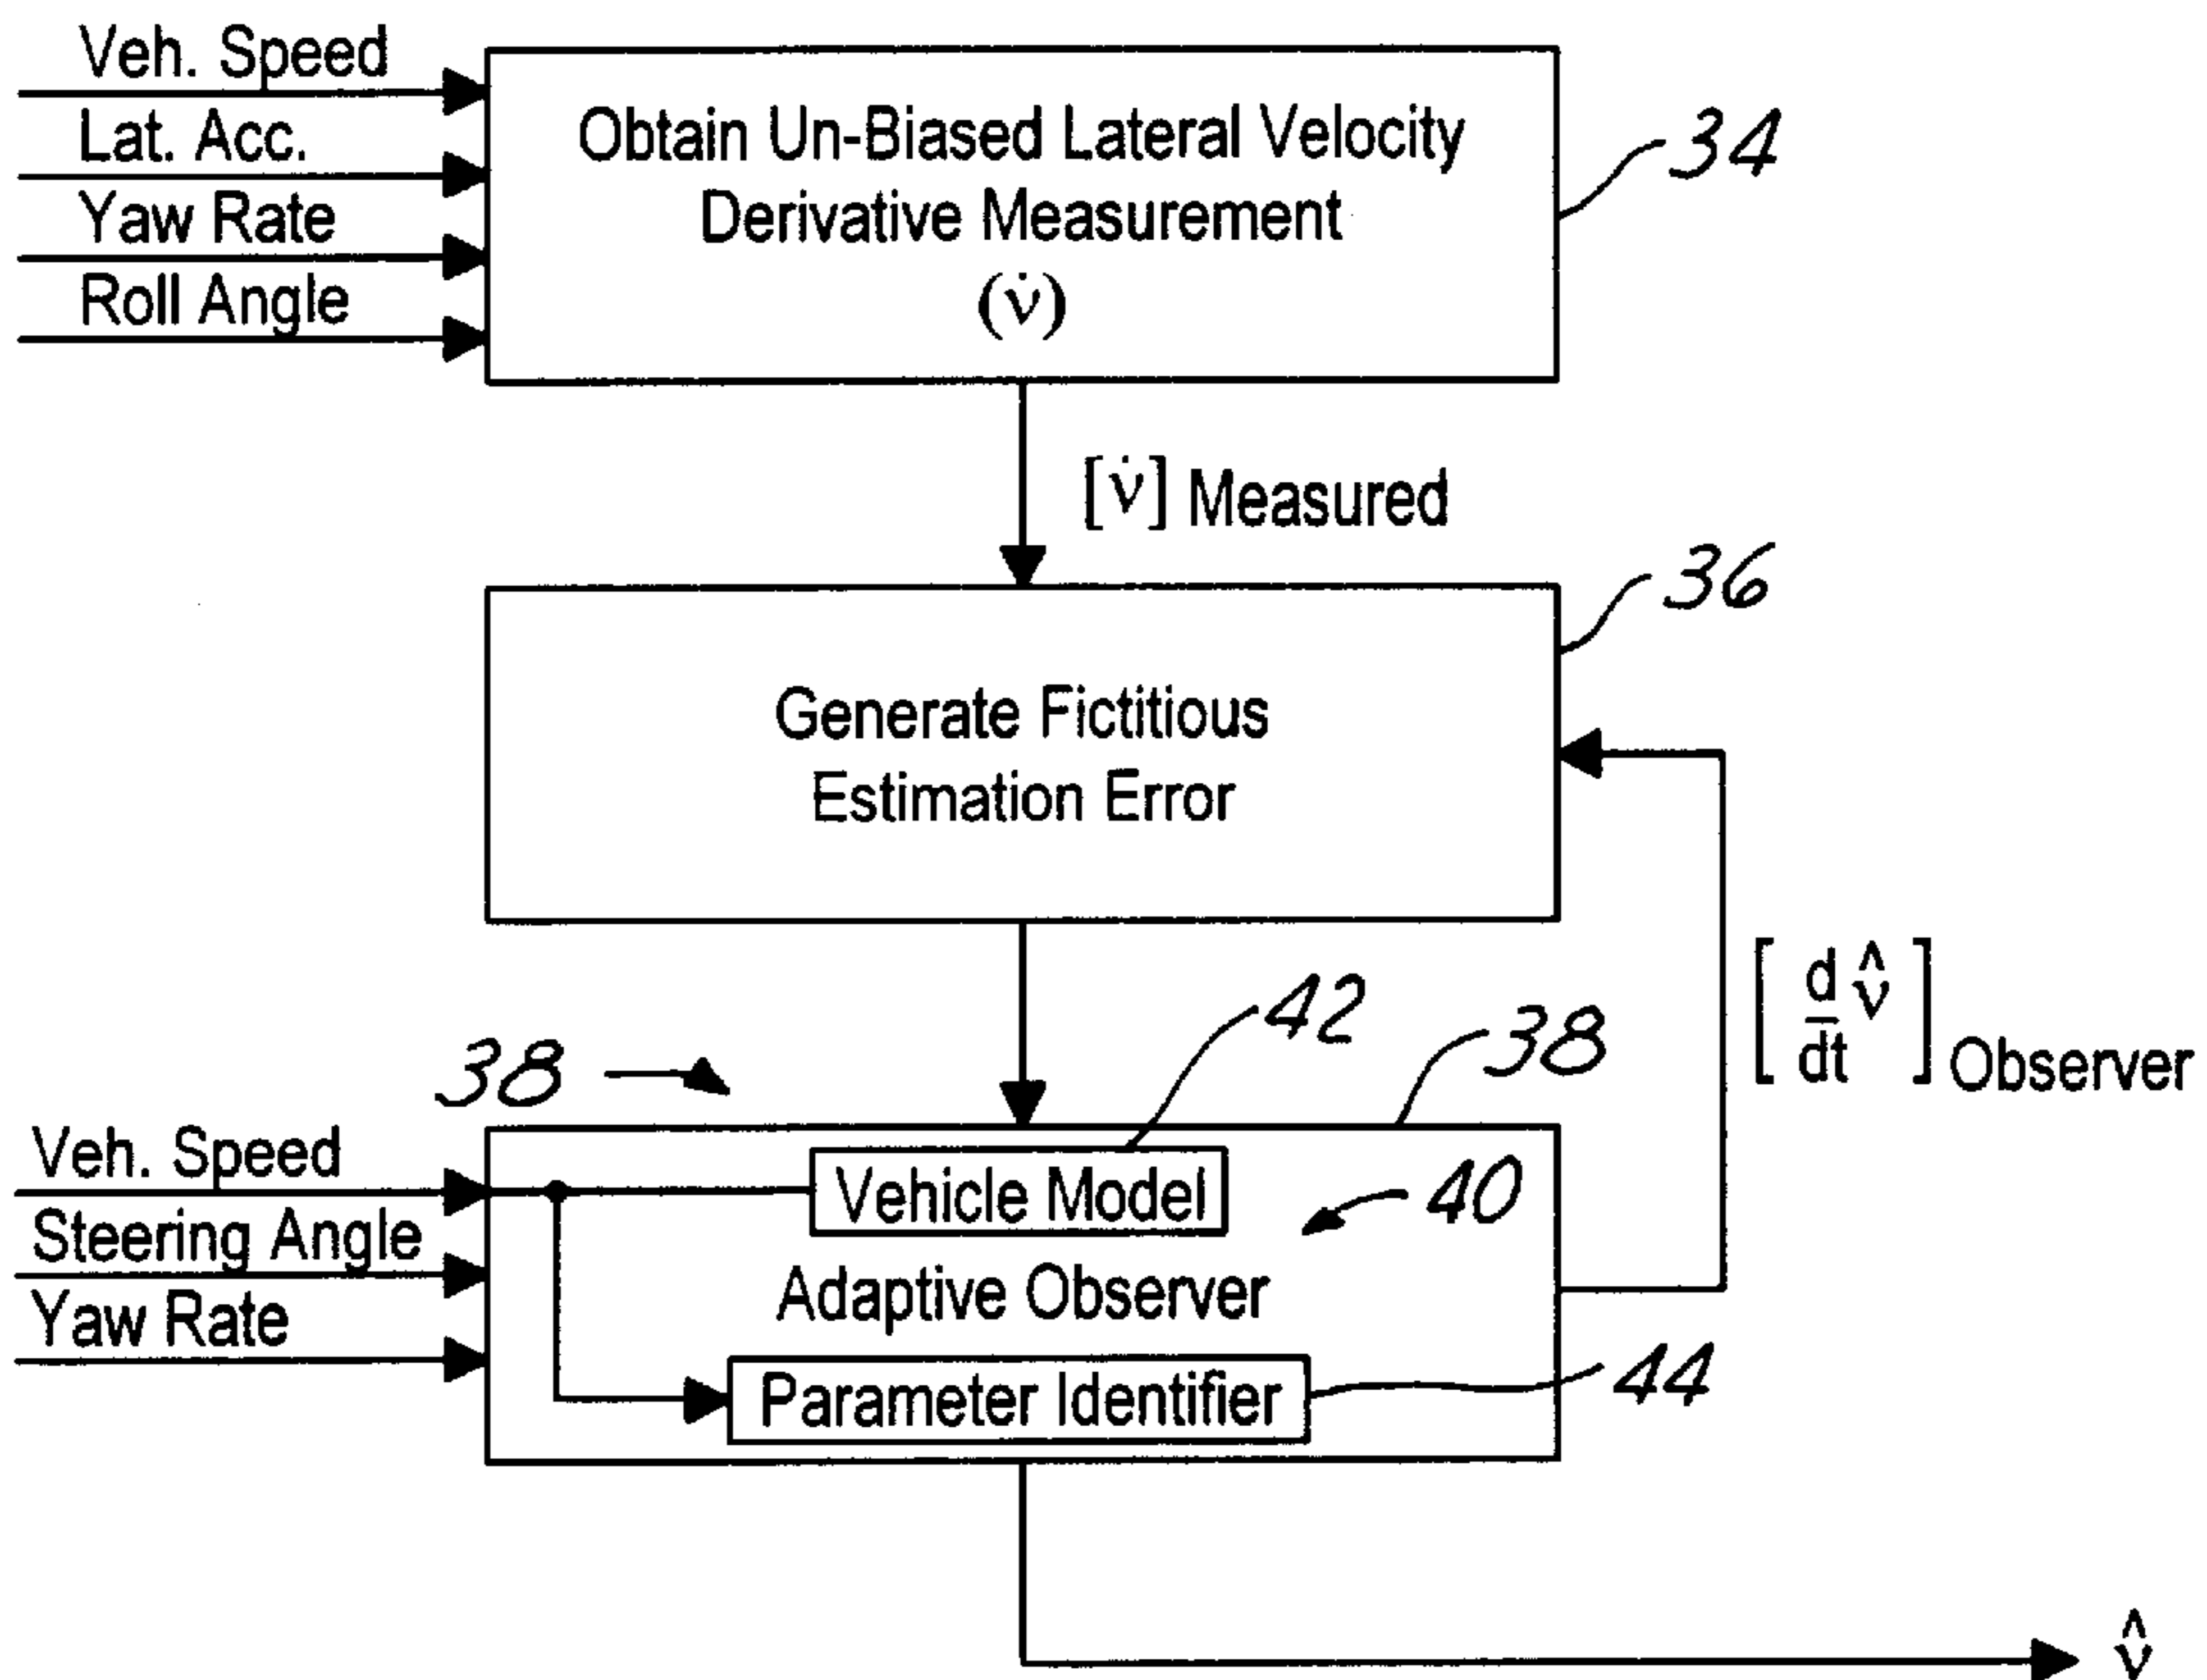 Veh. Speed
Lat. Acc.
Yaw Rate
Roll Angle
Obtain Un-Biased Lateral Velocity
Derivative Measurement
(v̇)
34
[v̇] Measured
36
Generate Fictitious
Estimation Error
[d/dt v̂] Observer
42
38
38
Veh. Speed
Steering Angle
Yaw Rate
Vehicle Model
40
Adaptive Observer
Parameter Identifier
44
v̂